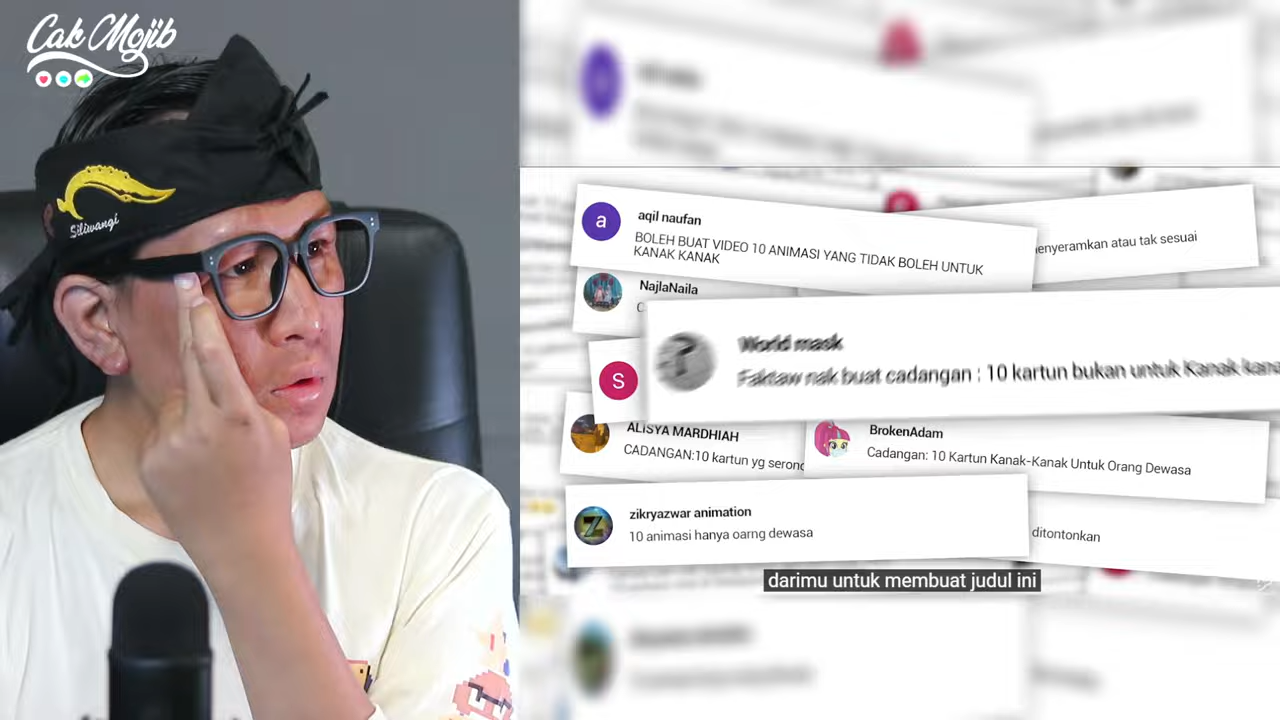 Cak Mojib
Siliwangi
a
aqil naufan
BOLEH BUAT VIDEO 10 ANIMASI YANG TIDAK BOLEH UNTUK
KANAK KANAK
menyeramkan atau tak sesuai
NajlaNaila
World mask
Faktaw nak buat cadangan : 10 kartun bukan untuk Kanak
S
ALISYA MARDHIAH
CADANGAN:10 kartun yg
BrokenAdam
Cadangan: 10 Kartun Kanak-Kanak Untuk Orang Dewasa
zikryazwar animation
10 animasi hanya oarng dewasa
ditontonkan
darimu untuk membuat judul ini